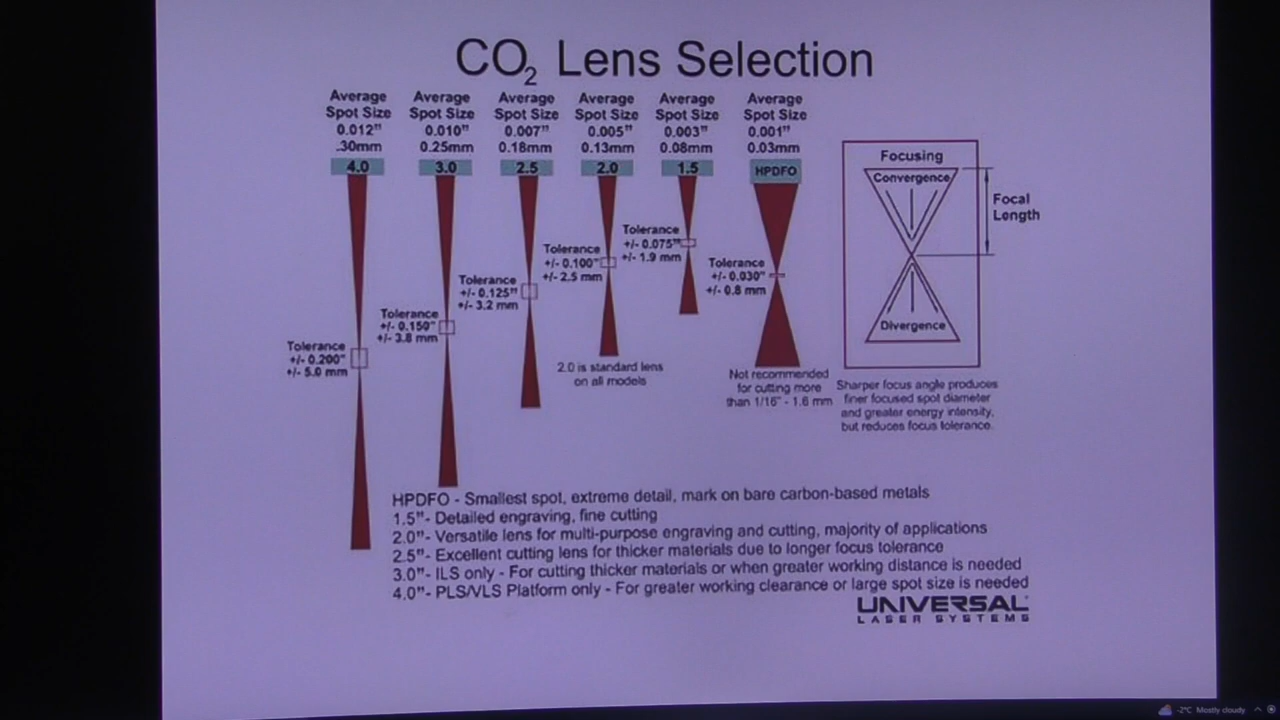 CO2 Lens Selection
Average
Spot Size
0.012"
.30mm
4.0
Average
Spot Size
0.010"
0.25mm
3.0
Average
Spot Size
0.007"
0.18mm
2.5
Average
Spot Size
0.005"
0.13mm
2.0
Average
Spot Size
0.003"
0.08mm
1.5
Average
Spot Size
0.001"
0.03mm
HPDFO
Tolerance
+/- 0.200"
+/- 5.0 mm
Tolerance
+/- 0.150"
+/- 3.8 mm
Tolerance
+/- 0.125"
+/- 3.2 mm
Tolerance
+/- 0.100"
+/- 2.5 mm
Tolerance
+/- 0.075"
+/- 1.9 mm
Tolerance
+/- 0.030"
+/- 0.8 mm
2.0 is standard lens
on all models
Not recommended
for cutting more
than 1/16" - 1.6 mm
Focusing
Convergence
Divergence
Focal
Length
Sharper focus angle produces
finer focused spot diameter
and greater energy intensity,
but reduces focus tolerance.
HPDFO - Smallest spot, extreme detail, mark on bare carbon-based metals
1.5"- Detailed engraving, fine cutting
2.0"- Versatile lens for multi-purpose engraving and cutting, majority of applications
2.5"- Excellent cutting lens for thicker materials due to longer focus tolerance
3.0"- ILS only - For cutting thicker materials or when greater working distance is needed
4.0"- PLS/VLS Platform only - For greater working clearance or large spot size is needed
UNIVERSAL
LASER SYSTEMS
-2°C Mostly cloudy